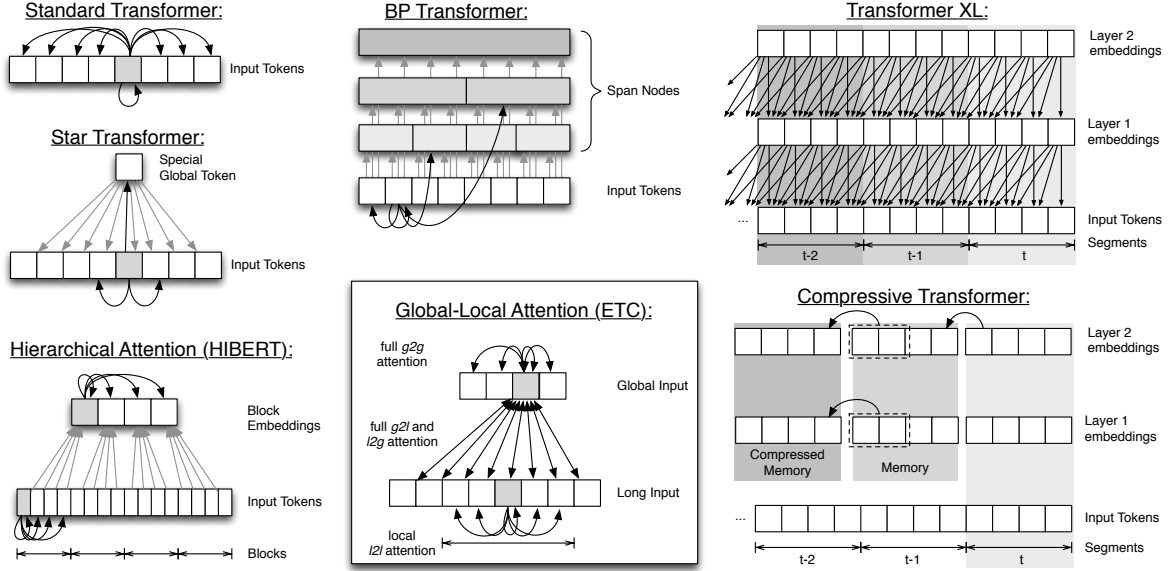 Standard Transformer:
Input Tokens
Star Transformer:
Special
Global Token
Input Tokens
Hierarchical Attention (HIBERT):
Block
Embeddings
Input Tokens
Blocks
BP Transformer:
Span Nodes
Input Tokens
Global-Local Attention (ETC):
full g2g
attention
Global Input
full g2l and
l2g attention
Long Input
local
l2l attention
Transformer XL:
Layer 2
embeddings
Layer 1
embeddings
...
Input Tokens
Segments
t-2
t-1
t
Compressive Transformer:
Layer 2
embeddings
Layer 1
embeddings
Compressed
Memory
Memory
...
Input Tokens
Segments
t-2
t-1
t